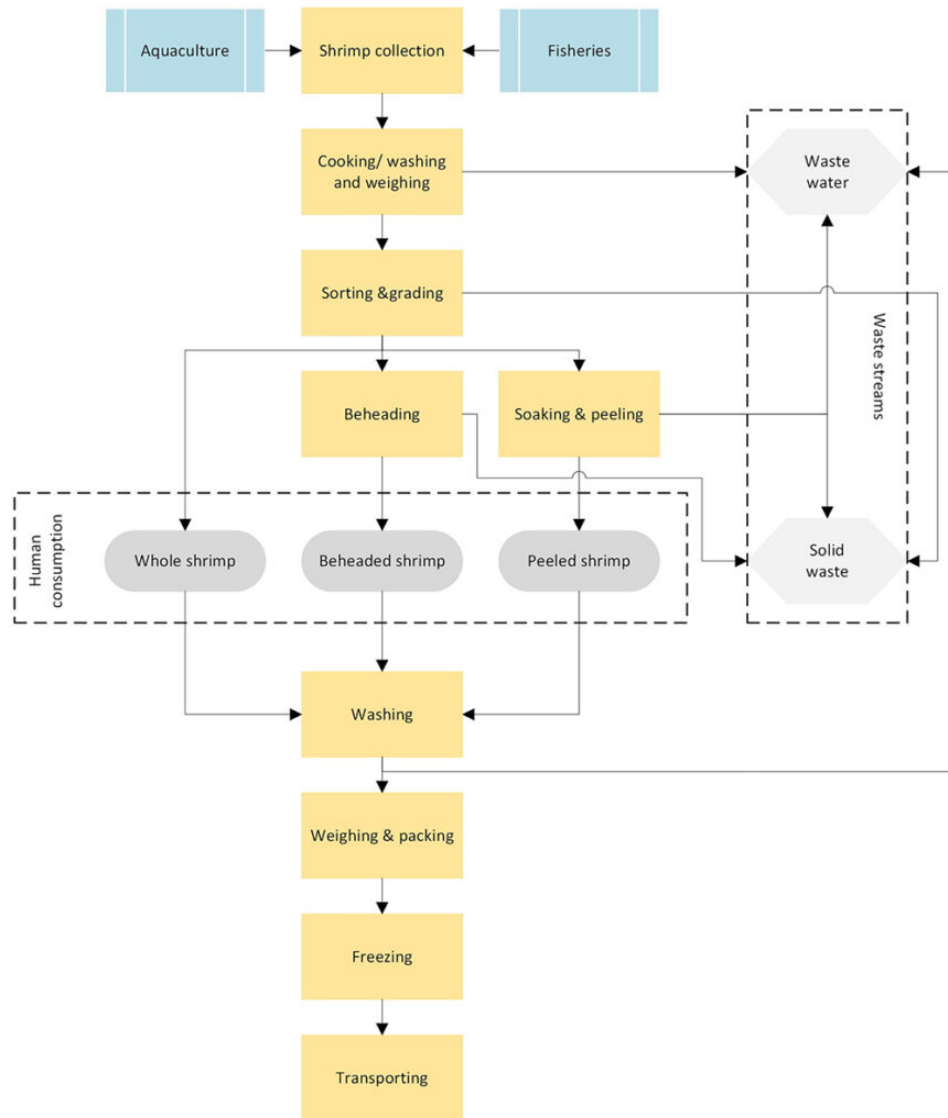 Aquaculture
Shrimp collection
Fisheries
Cooking/ washing
and weighing
Waste
water
Sorting &grading
Waste streams
Beheading
Soaking & peeling
Human
consumption
Whole shrimp
Beheaded shrimp
Peeled shrimp
Solid
waste
Washing
Weighing & packing
Freezing
Transporting